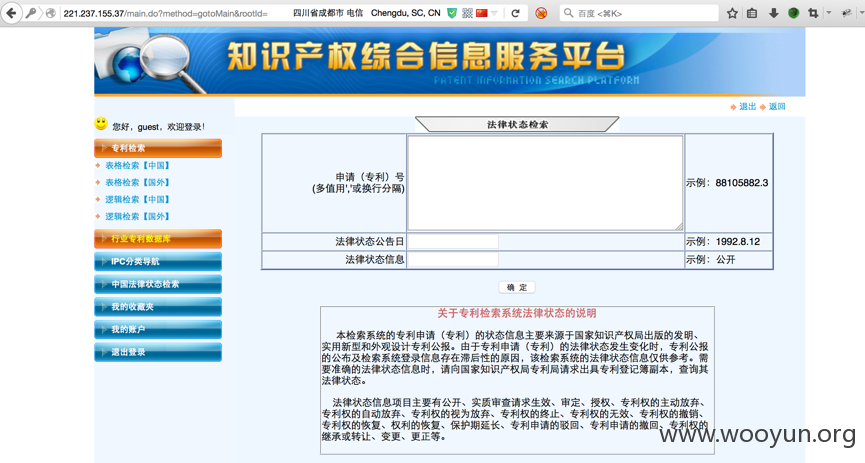 221.237.155.37/main.do?method=gotoMain&rootId=
四川省成都市 电信 Chengdu, SC, CN
百度 <⌘K>
知识产权综合信息服务平台
PATENT INFORMATION SEARCH PLATFORM
退出 返回
您好，guest，欢迎登录！
专利检索
表格检索【中国】
表格检索【国外】
逻辑检索【中国】
逻辑检索【国外】
行业专利数据库
IPC分类导航
中国法律状态检索
我的收藏夹
我的账户
退出登录
法律状态检索
申请（专利）号
(多值用','或换行分隔)
示例：88105882.3
法律状态公告日
示例：1992.8.12
法律状态信息
示例：公开
确 定
关于专利检索系统法律状态的说明
本检索系统的专利申请（专利）的状态信息主要来源于国家知识产权局出版的发明、
实用新型和外观设计专利公报。由于专利申请（专利）的法律状态发生变化时，专利公报
的公布及检索系统登录信息存在滞后性的原因，该检索系统的法律状态信息仅供参考。需
要准确的法律状态信息时，请向国家知识产权局专利局请求出具专利登记簿副本，查询其
法律状态。
法律状态信息项目主要有公开、实质审查请求生效、审定、授权、专利权的主动放弃、
专利权的自动放弃、专利权的视为放弃、专利权的终止、专利权的无效、专利权的撤销、
专利权的恢复、权利的恢复、保护期延长、专利申请的驳回、专利申请的撤回、专利权的
继承或转让、变更、更正等。
www.wooyun.org